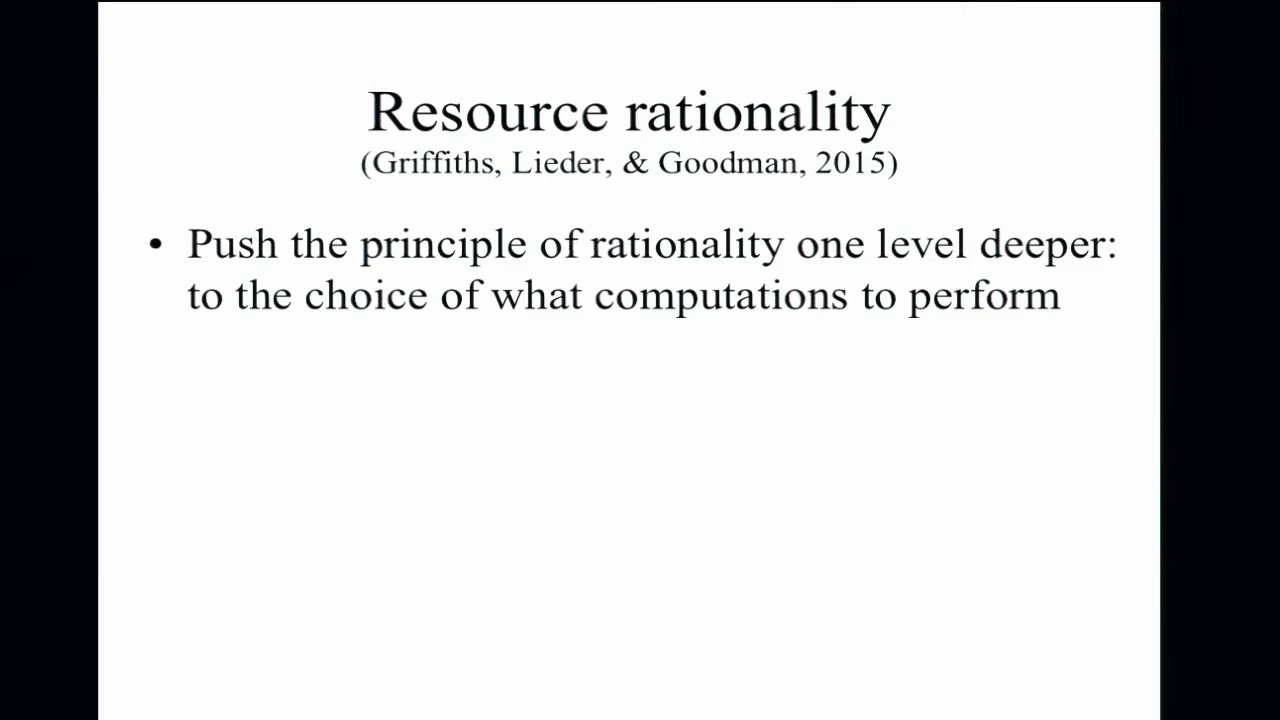 Resource rationality
(Griffiths, Lieder, & Goodman, 2015)
• Push the principle of rationality one level deeper:
to the choice of what computations to perform